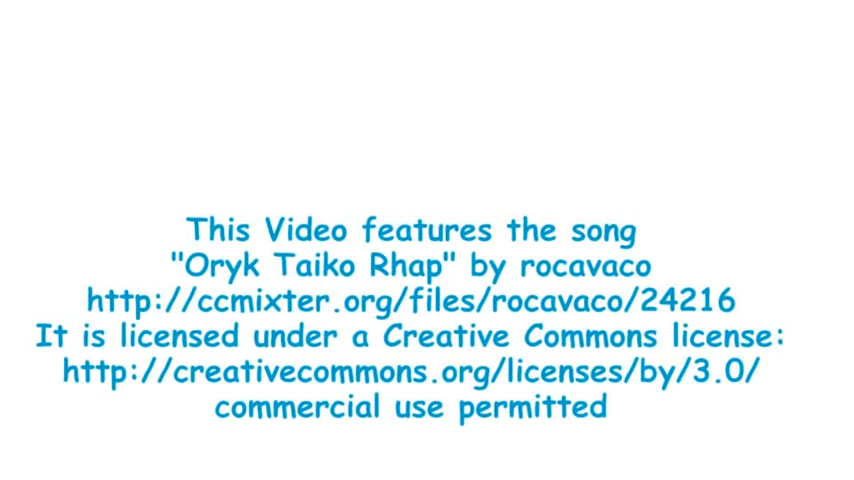 This Video features the song
"Oryk Taiko Rhap" by rocavaco
http://ccmixter.org/files/rocavaco/24216
It is licensed under a Creative Commons license:
http://creativecommons.org/licenses/by/3.0/
commercial use permitted